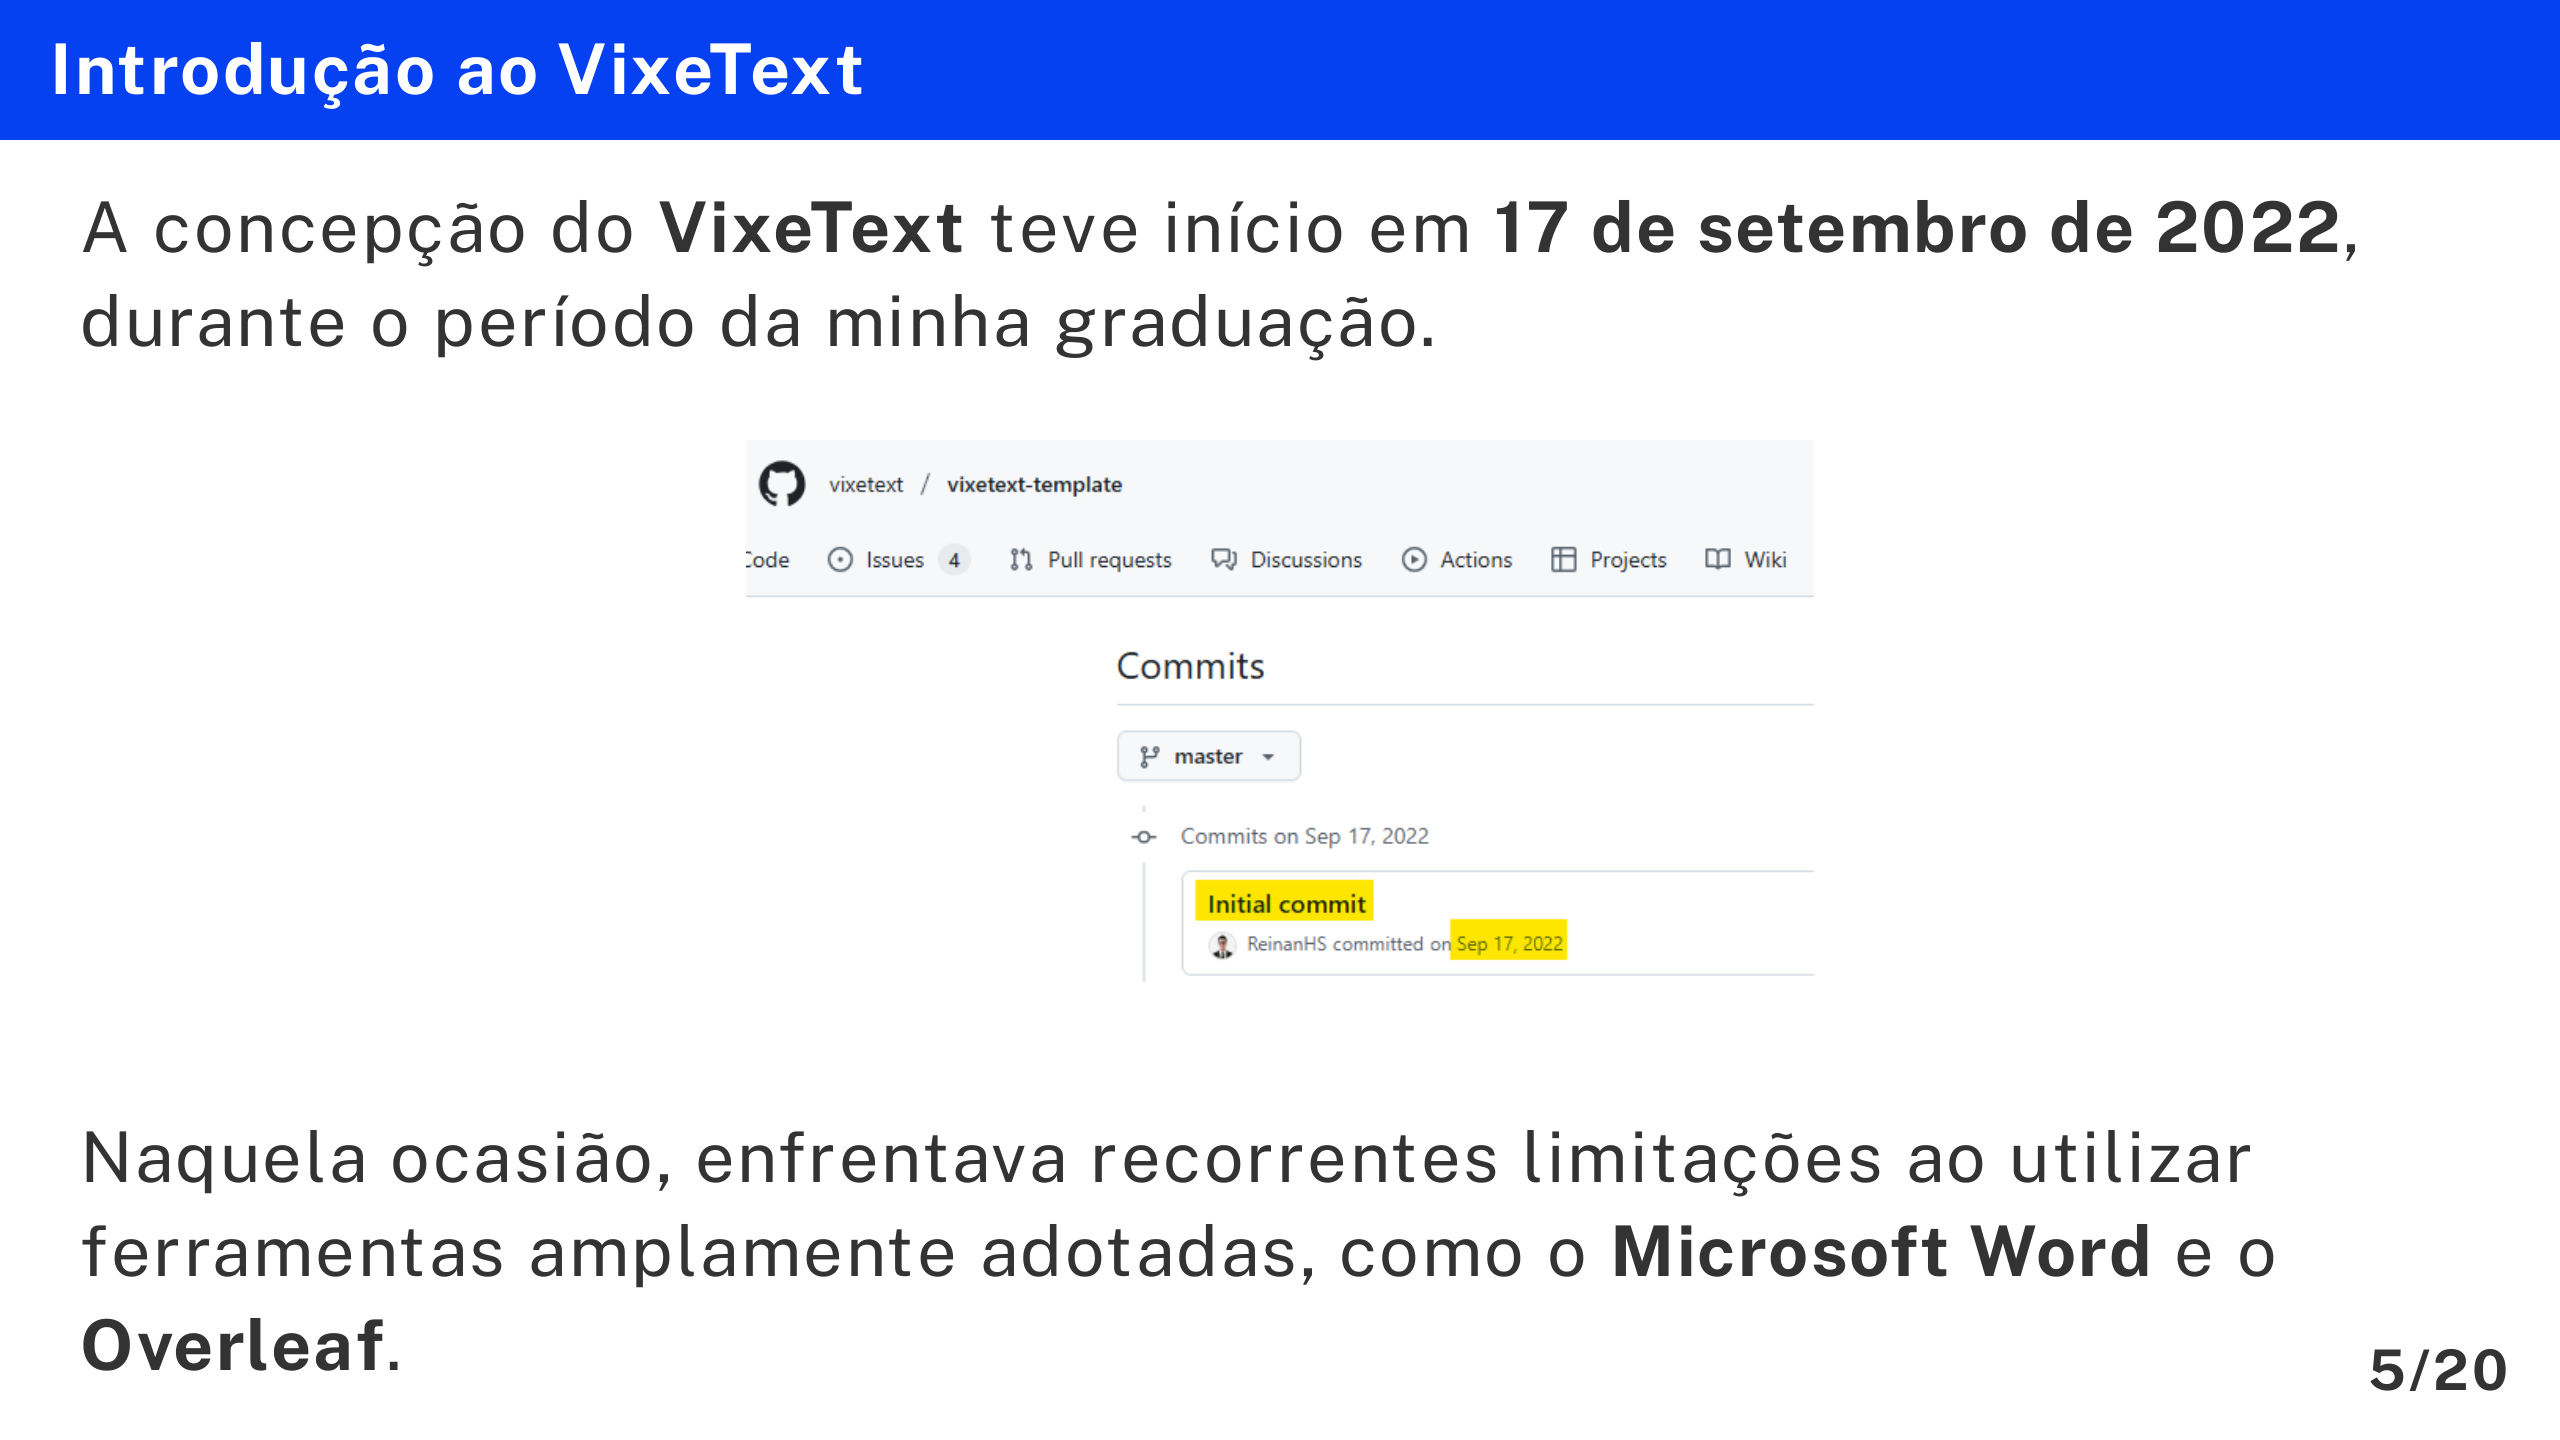 Introdução ao VixeText
A concepção do VixeText teve início em 17 de setembro de 2022,
durante o período da minha graduação.
vixetext / vixetext-template
Code Issues 4 Pull requests Discussions Actions Projects Wiki
Commits
master
Commits on Sep 17, 2022
Initial commit
ReinanHS committed on Sep 17, 2022
Naquela ocasião, enfrentava recorrentes limitações ao utilizar
ferramentas amplamente adotadas, como o Microsoft Word e o
Overleaf.
5/20